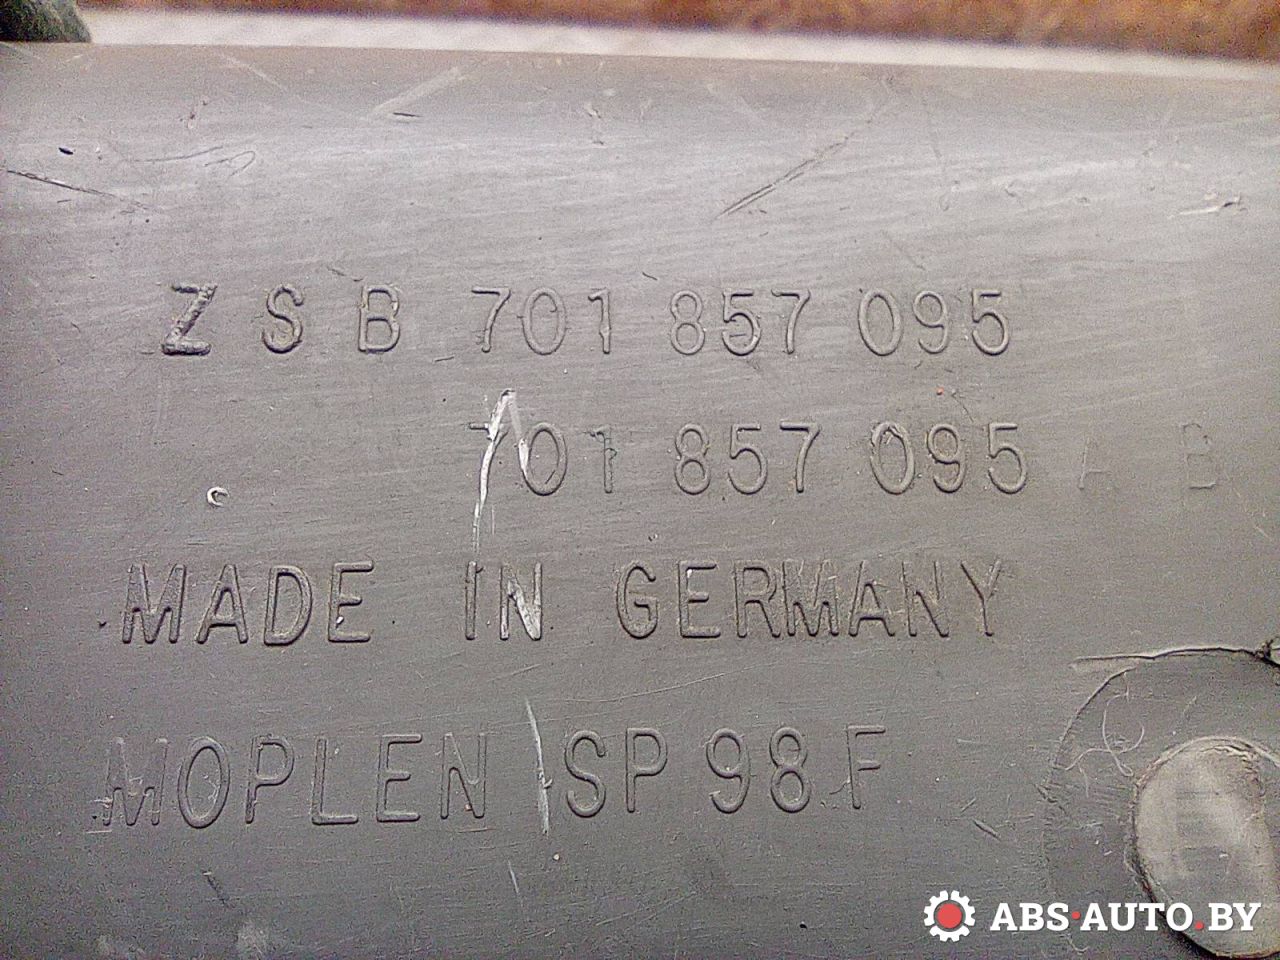 ZSB 701 857 095
701 857 095 A B
MADE IN GERMANY
MOPLEN SP 98 F
ABS·AUTO.BY